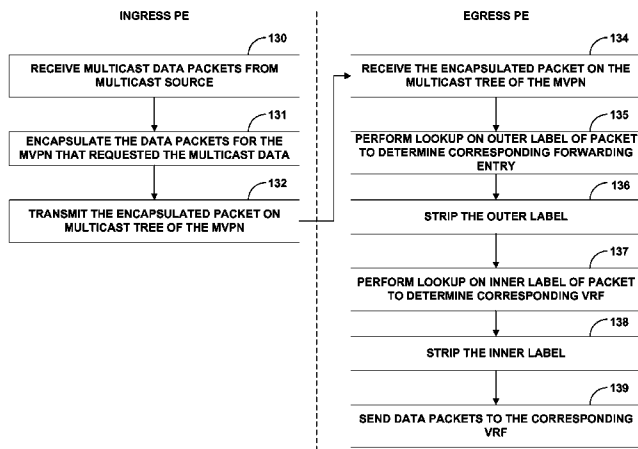 INGRESS PE
130
RECEIVE MULTICAST DATA PACKETS FROM
MULTICAST SOURCE
131
ENCAPSULATE THE DATA PACKETS FOR THE
MVPN THAT REQUESTED THE MULTICAST DATA
132
TRANSMIT THE ENCAPSULATED PACKET ON
MULTICAST TREE OF THE MVPN
EGRESS PE
134
RECEIVE THE ENCAPSULATED PACKET ON THE
MULTICAST TREE OF THE MVPN
135
PERFORM LOOKUP ON OUTER LABEL OF PACKET
TO DETERMINE CORRESPONDING FORWARDING
ENTRY
136
STRIP THE OUTER LABEL
137
PERFORM LOOKUP ON INNER LABEL OF PACKET
TO DETERMINE CORRESPONDING VRF
138
STRIP THE INNER LABEL
139
SEND DATA PACKETS TO THE CORRESPONDING
VRF